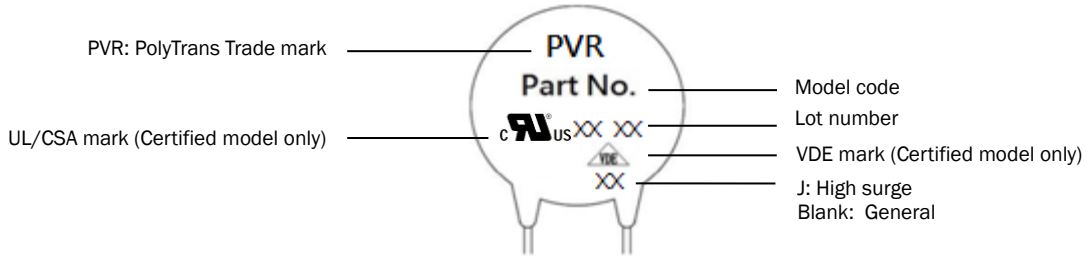 PVR: PolyTrans Trade mark
PVR
Part No.
Model code
UL/CSA mark (Certified model only)
c RU® US XX XX
Lot number
VDE
VDE mark (Certified model only)
XX
J: High surge
Blank: General